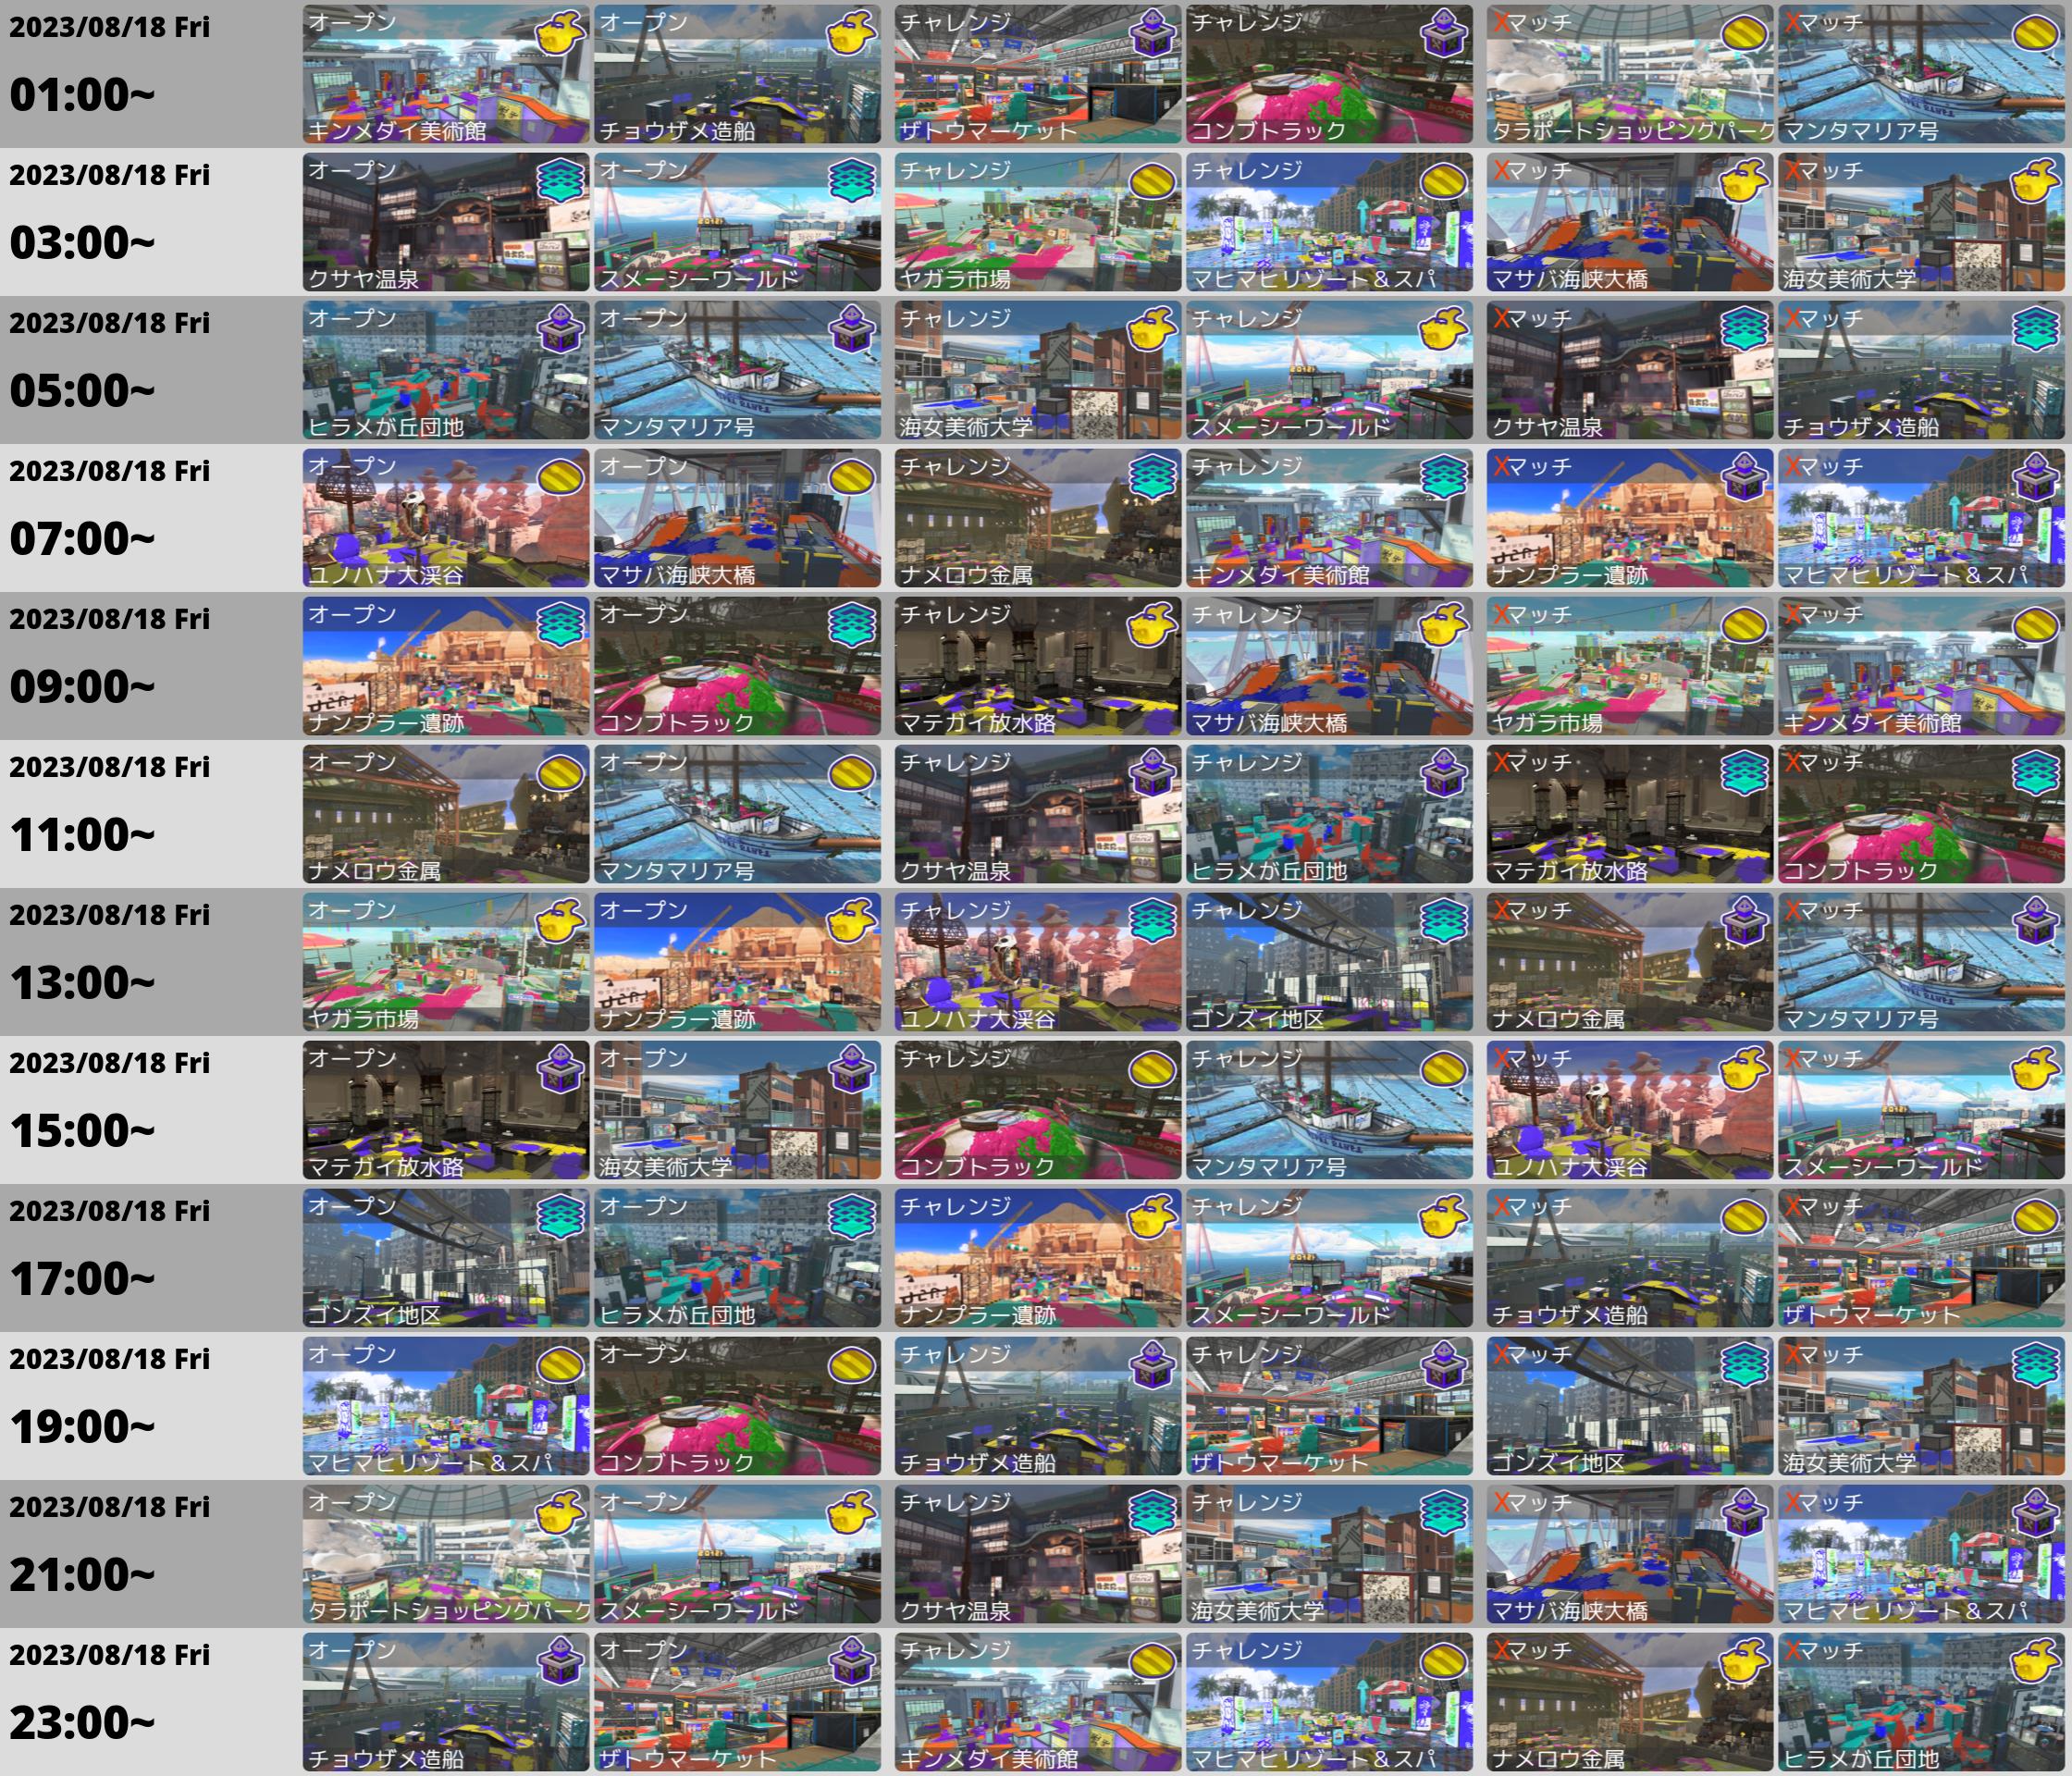 2023/08/18 Fri
01:00~
オープン オープン チャレンジ チャレンジ Xマッチ Xマッチ
キンメダイ美術館 チョウザメ造船 ザトウマーケット コンブトラック タラポートショッピングパーク マンタマリア号
2023/08/18 Fri
03:00~
オープン オープン チャレンジ チャレンジ Xマッチ Xマッチ
クサヤ温泉 スメーシーワールド ヤガラ市場 マヒマヒリゾート&スパ マサバ海峡大橋 海女美術大学
2023/08/18 Fri
05:00~
オープン オープン チャレンジ チャレンジ Xマッチ Xマッチ
ヒラメが丘団地 マンタマリア号 海女美術大学 スメーシーワールド クサヤ温泉 チョウザメ造船
2023/08/18 Fri
07:00~
オープン オープン チャレンジ チャレンジ Xマッチ Xマッチ
ユノハナ大渓谷 マサバ海峡大橋 ナメロウ金属 キンメダイ美術館 ナンプラー遺跡 マヒマヒリゾート&スパ
2023/08/18 Fri
09:00~
オープン オープン チャレンジ チャレンジ Xマッチ Xマッチ
ナンプラー遺跡 コンブトラック マテガイ放水路 マサバ海峡大橋 ヤガラ市場 キンメダイ美術館
2023/08/18 Fri
11:00~
オープン オープン チャレンジ チャレンジ Xマッチ Xマッチ
ナメロウ金属 マンタマリア号 クサヤ温泉 ヒラメが丘団地 マテガイ放水路 コンブトラック
2023/08/18 Fri
13:00~
オープン オープン チャレンジ チャレンジ Xマッチ Xマッチ
ヤガラ市場 ナンプラー遺跡 ユノハナ大渓谷 ゴンズイ地区 ナメロウ金属 マンタマリア号
2023/08/18 Fri
15:00~
オープン オープン チャレンジ チャレンジ Xマッチ Xマッチ
マテガイ放水路 海女美術大学 コンブトラック マンタマリア号 ユノハナ大渓谷 スメーシーワールド
2023/08/18 Fri
17:00~
オープン オープン チャレンジ チャレンジ Xマッチ Xマッチ
ゴンズイ地区 ヒラメが丘団地 ナンプラー遺跡 スメーシーワールド チョウザメ造船 ザトウマーケット
2023/08/18 Fri
19:00~
オープン オープン チャレンジ チャレンジ Xマッチ Xマッチ
マヒマヒリゾート&スパ コンブトラック チョウザメ造船 ザトウマーケット ゴンズイ地区 海女美術大学
2023/08/18 Fri
21:00~
オープン オープン チャレンジ チャレンジ Xマッチ Xマッチ
タラポートショッピングパーク スメーシーワールド クサヤ温泉 海女美術大学 マサバ海峡大橋 マヒマヒリゾート&スパ
2023/08/18 Fri
23:00~
オープン オープン チャレンジ チャレンジ Xマッチ Xマッチ
チョウザメ造船 ザトウマーケット キンメダイ美術館 マヒマヒリゾート&スパ ナメロウ金属 ヒラメが丘団地